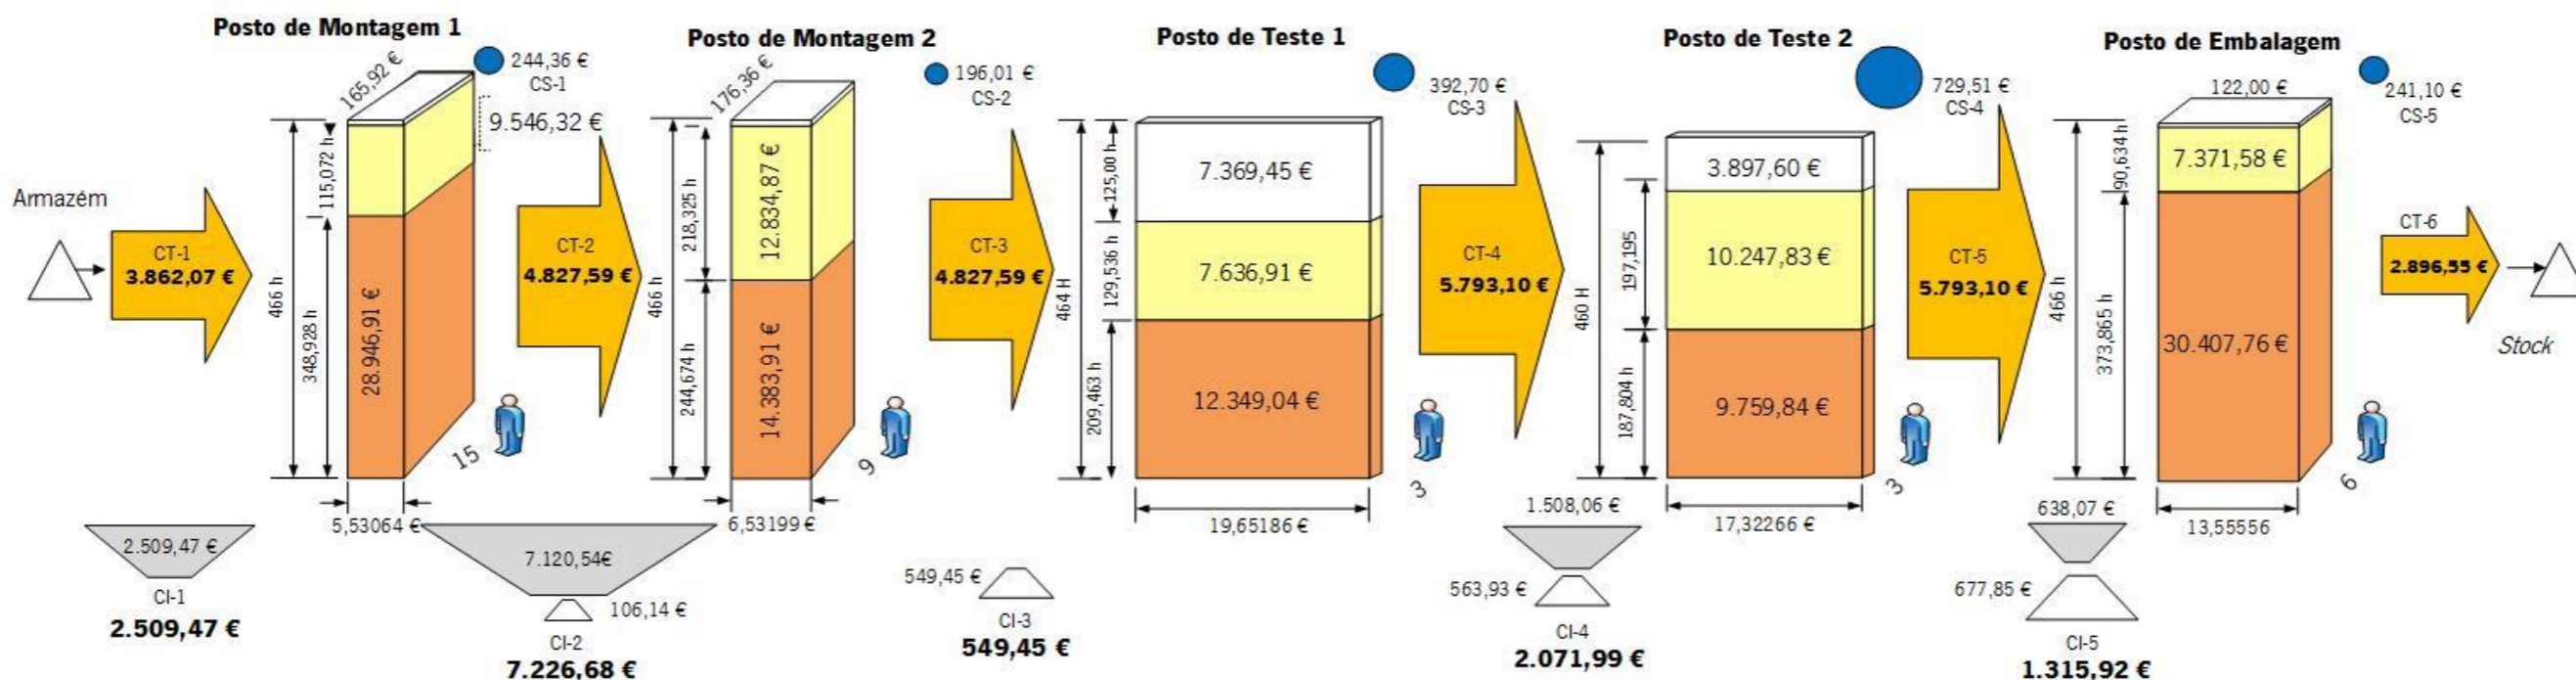 Armazém
CT-1
3.862,07 €
Posto de Montagem 1
165,92 €
244,36 €
CS-1
9.546,32 €
115,072 h
466 h
348,928 h
28.946,91 €
15
5,53064 €
2.509,47 €
CI-1
2.509,47 €
CT-2
4.827,59 €
Posto de Montagem 2
176,36 €
196,01 €
CS-2
12.834,87 €
218,325 h
466 h
244,674 h
14.383,91 €
9
6,53199 €
7.120,54€
106,14 €
CI-2
7.226,68 €
CT-3
4.827,59 €
Posto de Teste 1
392,70 €
CS-3
7.369,45 €
125,00 h
7.636,91 €
129,536 h
464 H
209,463 h
12.349,04 €
3
19,65186 €
549,45 €
CI-3
549,45 €
CT-4
5.793,10 €
Posto de Teste 2
729,51 €
CS-4
3.897,60 €
10.247,83 €
197,195
460 H
187,804 h
9.759,84 €
3
17,32266 €
1.508,06 €
563,93 €
CI-4
2.071,99 €
CT-5
5.793,10 €
Posto de Embalagem
122,00 €
241,10 €
CS-5
7.371,58 €
90,634 h
466 h
373,865 h
30.407,76 €
6
13,55556
638,07 €
677,85 €
CI-5
1.315,92 €
CT-6
2.896,55 €
Stock